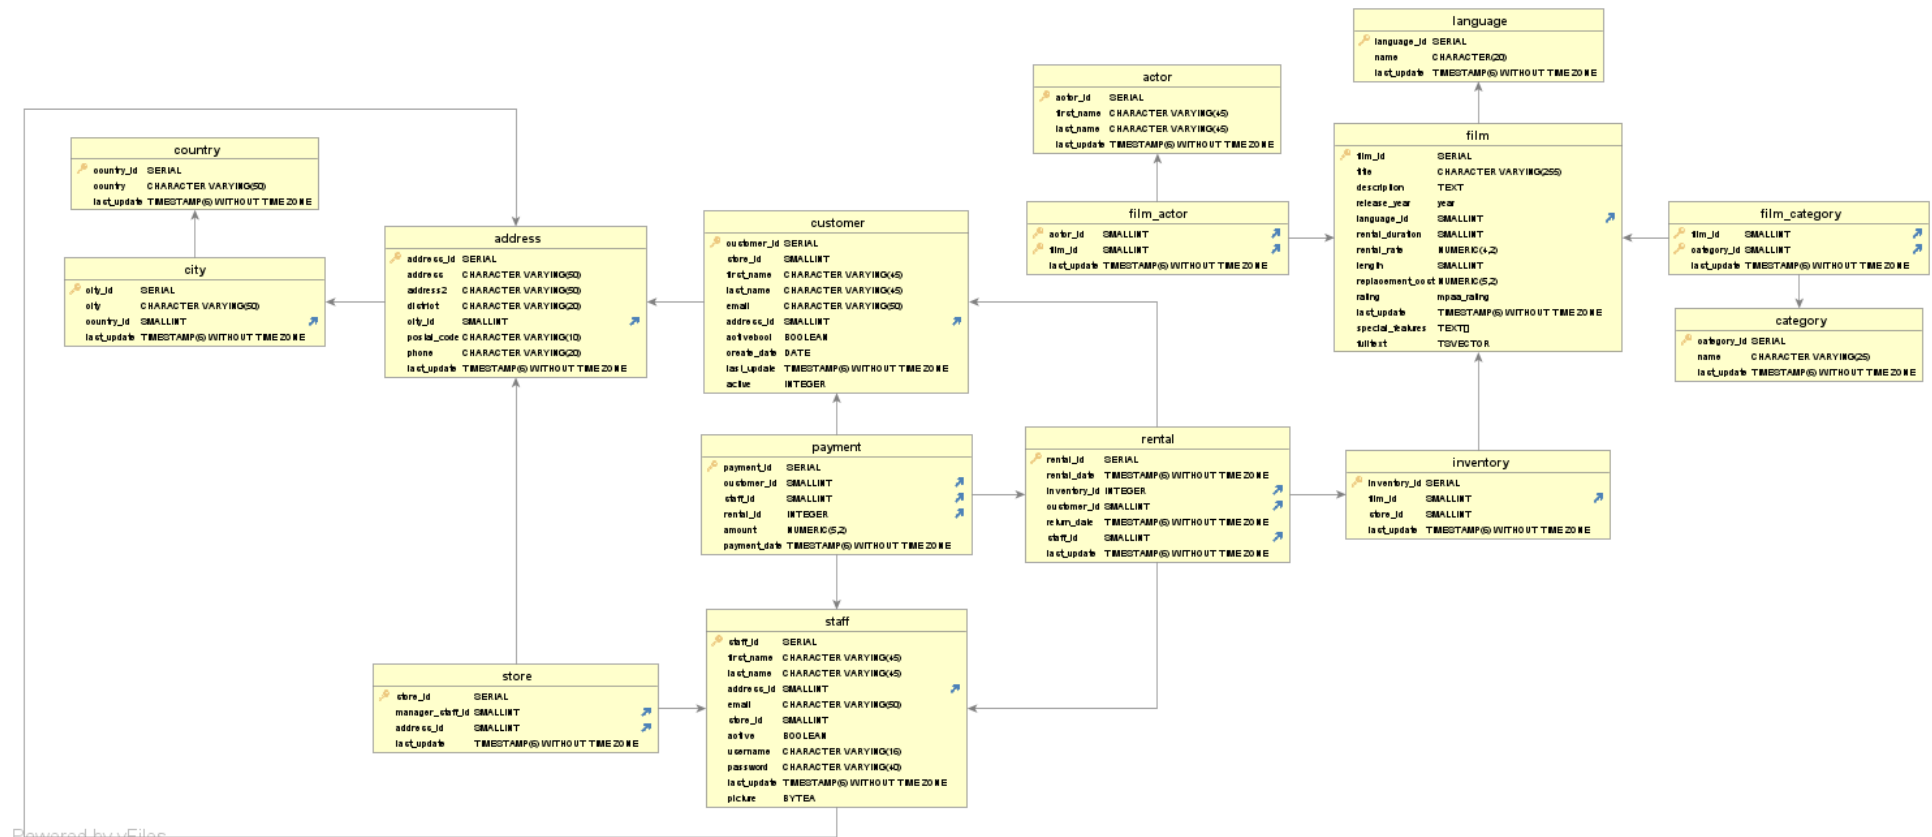 language
language_id SERIAL
name CHARACTER(20)
last_update TIMESTAMP(6) WITHOUT TIME ZONE
actor
actor_id SERIAL
first_name CHARACTER VARYING(45)
last_name CHARACTER VARYING(45)
last_update TIMESTAMP(6) WITHOUT TIME ZONE
film
film_id SERIAL
title CHARACTER VARYING(255)
description TEXT
release_year year
language_id SMALLINT
rental_duration SMALLINT
rental_rate NUMERIC(4,2)
length SMALLINT
replacement_cost NUMERIC(5,2)
rating mpaa_rating
last_update TIMESTAMP(6) WITHOUT TIME ZONE
special_features TEXT[]
fulltext TSVECTOR
country
country_id SERIAL
country CHARACTER VARYING(50)
last_update TIMESTAMP(6) WITHOUT TIME ZONE
film_actor
actor_id SMALLINT
film_id SMALLINT
last_update TIMESTAMP(6) WITHOUT TIME ZONE
film_category
film_id SMALLINT
category_id SMALLINT
last_update TIMESTAMP(6) WITHOUT TIME ZONE
customer
customer_id SERIAL
store_id SMALLINT
first_name CHARACTER VARYING(45)
last_name CHARACTER VARYING(45)
email CHARACTER VARYING(50)
address_id SMALLINT
activebool BOOLEAN
create_date DATE
last_update TIMESTAMP(6) WITHOUT TIME ZONE
active INTEGER
address
address_id SERIAL
address CHARACTER VARYING(50)
address2 CHARACTER VARYING(50)
district CHARACTER VARYING(20)
city_id SMALLINT
postal_code CHARACTER VARYING(10)
phone CHARACTER VARYING(20)
last_update TIMESTAMP(6) WITHOUT TIME ZONE
city
city_id SERIAL
city CHARACTER VARYING(50)
country_id SMALLINT
last_update TIMESTAMP(6) WITHOUT TIME ZONE
category
category_id SERIAL
name CHARACTER VARYING(25)
last_update TIMESTAMP(6) WITHOUT TIME ZONE
payment
payment_id SERIAL
customer_id SMALLINT
staff_id SMALLINT
rental_id INTEGER
amount NUMERIC(5,2)
payment_date TIMESTAMP(6) WITHOUT TIME ZONE
rental
rental_id SERIAL
rental_date TIMESTAMP(6) WITHOUT TIME ZONE
inventory_id INTEGER
customer_id SMALLINT
return_date TIMESTAMP(6) WITHOUT TIME ZONE
staff_id SMALLINT
last_update TIMESTAMP(6) WITHOUT TIME ZONE
inventory
inventory_id SERIAL
film_id SMALLINT
store_id SMALLINT
last_update TIMESTAMP(6) WITHOUT TIME ZONE
staff
staff_id SERIAL
first_name CHARACTER VARYING(45)
last_name CHARACTER VARYING(45)
address_id SMALLINT
email CHARACTER VARYING(50)
store_id SMALLINT
active BOOLEAN
username CHARACTER VARYING(16)
password CHARACTER VARYING(40)
last_update TIMESTAMP(6) WITHOUT TIME ZONE
picture BYTEA
store
store_id SERIAL
manager_staff_id SMALLINT
address_id SMALLINT
last_update TIMESTAMP(6) WITHOUT TIME ZONE
Powered by yFiles